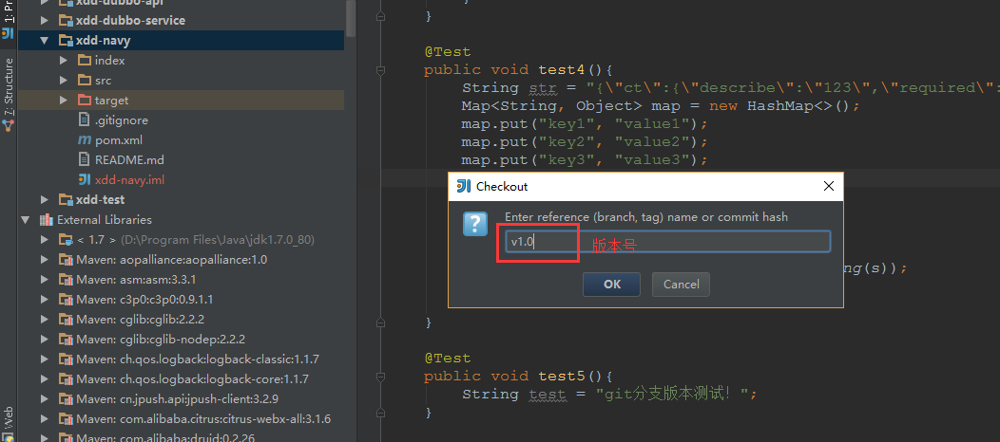 1: P
7: Structure
Web
xdd-dubbo-api
xdd-dubbo-service
xdd-navy
index
src
target
.gitignore
pom.xml
README.md
xdd-navy.iml
xdd-test
External Libraries
< 1.7 > (D:\Program Files\Java\jdk1.7.0_80)
Maven: aopalliance:aopalliance:1.0
Maven: asm:asm:3.3.1
Maven: c3p0:c3p0:0.9.1.1
Maven: cglib:cglib:2.2.2
Maven: cglib:cglib-nodep:2.2.2
Maven: ch.qos.logback:logback-classic:1.1.7
Maven: ch.qos.logback:logback-core:1.1.7
Maven: cn.jpush.api:jpush-client:3.2.9
Maven: com.alibaba.citrus:citrus-webx-all:3.1.6
Maven: com.alibaba:druid:0.2.26
}
@Test
public void test4(){
String str = "{\"ct\":{\"describe\":\"123\",\"required\":
Map<String, Object> map = new HashMap<>();
map.put("key1", "value1");
map.put("key2", "value2");
map.put("key3", "value3");
Checkout
Enter reference (branch, tag) name or commit hash
v1.0
版本号
OK
Cancel
ng(s));
}
@Test
public void test5(){
String test = "git分支版本测试！";
}